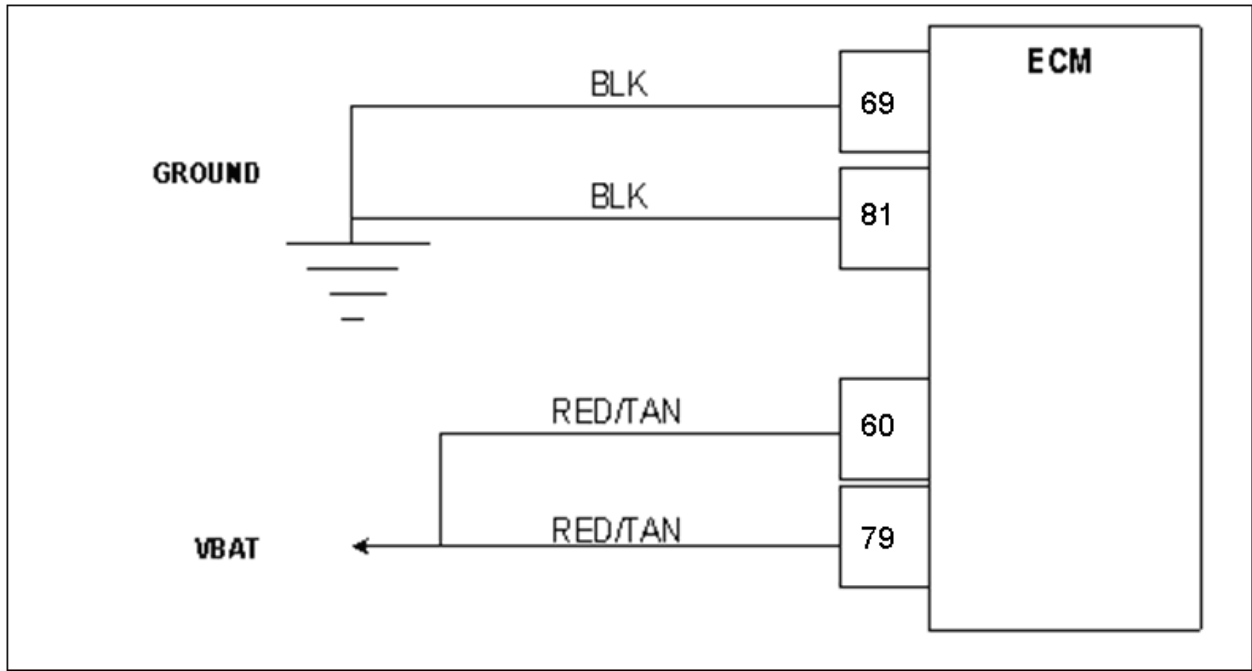 ECM
BLK
69
GROUND
BLK
81
RED/TAN
60
RED/TAN
79
VBAT